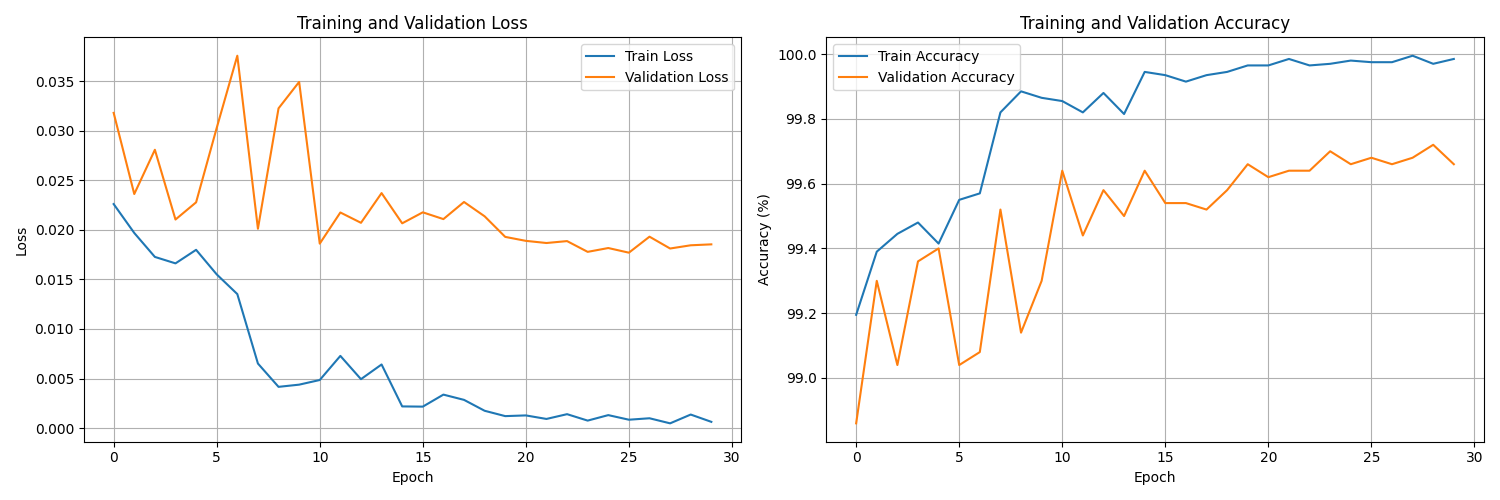 Training and Validation Loss
Train Loss
Validation Loss
0.035
0.030
0.025
0.020
0.015
0.010
0.005
0.000
Loss
0 5 10 15 20 25 30
Epoch
Training and Validation Accuracy
Train Accuracy
Validation Accuracy
100.0
99.8
99.6
99.4
99.2
99.0
Accuracy (%)
0 5 10 15 20 25 30
Epoch